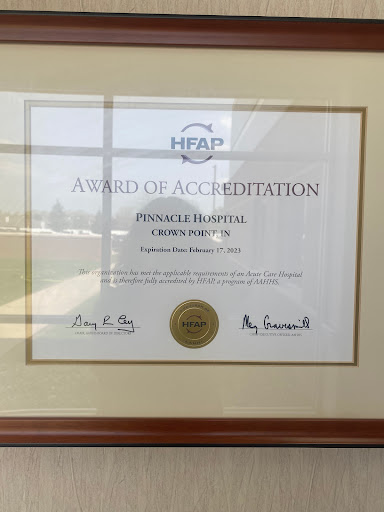 HFAP
AWARD OF ACCREDITATION
PINNACLE HOSPITAL
CROWN POINT, IN
Expiration Date: February 17, 2023
This organization has met the applicable requirements of an Acute Care Hospital
and is therefore fully accredited by HFAP, a program of AAHHS.
HFAP